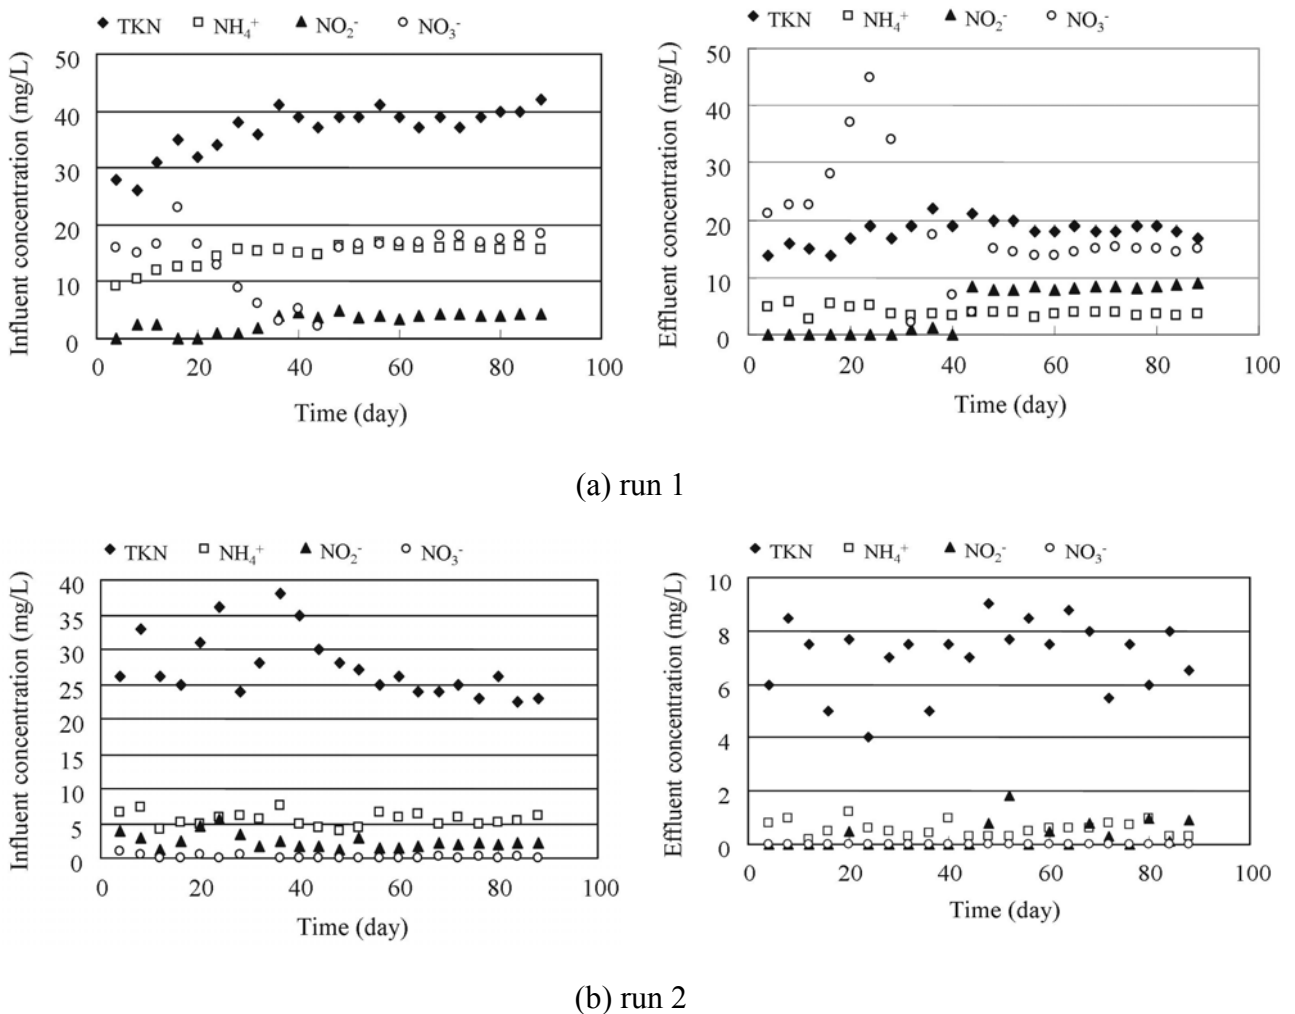 TKN NH₄⁺ NO₂⁻ NO₃⁻
Influent concentration (mg/L)
50
40
30
20
10
0
0 20 40 60 80 100
Time (day)
TKN NH₄⁺ NO₂⁻ NO₃⁻
Effluent concentration (mg/L)
50
40
30
20
10
0
0 20 40 60 80 100
Time (day)
(a) run 1
TKN NH₄⁺ NO₂⁻ NO₃⁻
Influent concentration (mg/L)
40
35
30
25
20
15
10
5
0
0 20 40 60 80 100
Time (day)
TKN NH₄⁺ NO₂⁻ NO₃⁻
Effluent concentration (mg/L)
10
8
6
4
2
0
0 20 40 60 80 100
Time (day)
(b) run 2